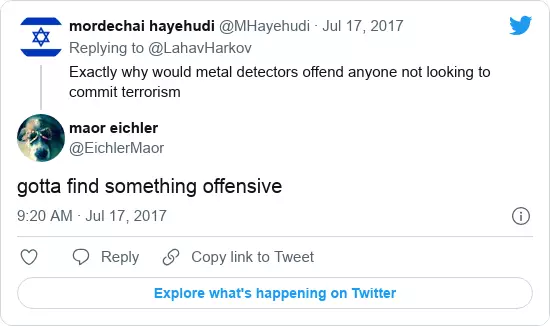 mordechai hayehudi @MHayehudi · Jul 17, 2017
Replying to @LahavHarkov
Exactly why would metal detectors offend anyone not looking to
commit terrorism
maor eichler
@EichlerMaor
gotta find something offensive
9:20 AM · Jul 17, 2017
Reply
Copy link to Tweet
Explore what's happening on Twitter